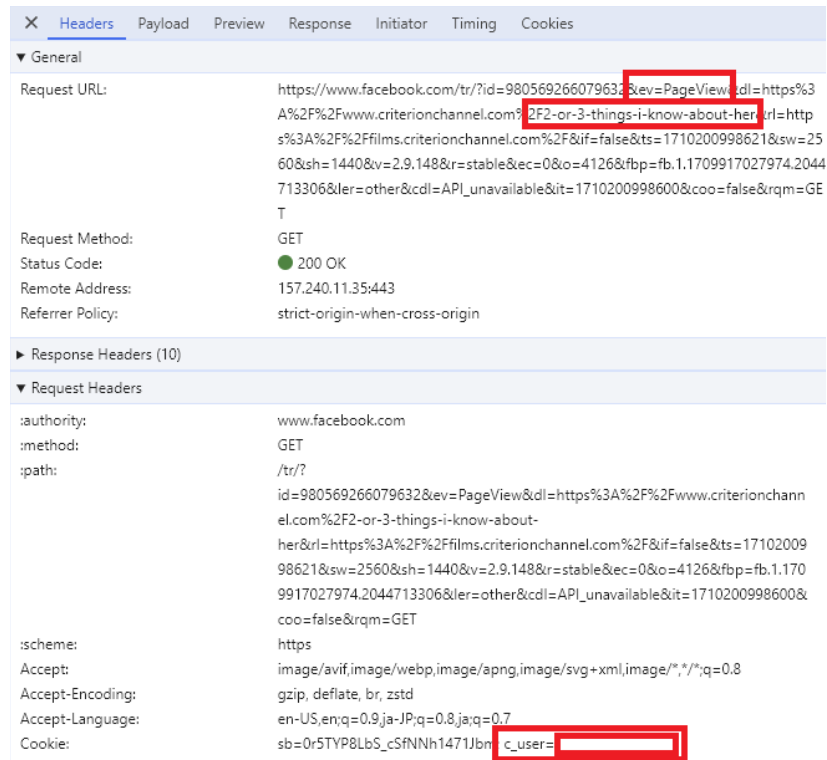 Headers Payload Preview Response Initiator Timing Cookies
General
Request URL: https://www.facebook.com/tr/?id=980569266079632&ev=PageView&dl=https%3
A%2F%2Fwww.criterionchannel.com%2F2-or-3-things-i-know-about-her&rl=http
s%3A%2F%2Ffilms.criterionchannel.com%2F&if=false&ts=1710200998621&sw=25
60&sh=1440&v=2.9.148&r=stable&ec=0&o=4126&fbp=fb.1.1709917027974.2044
713306&ler=other&cdl=API_unavailable&it=1710200998600&coo=false&rqm=GE
T
Request Method: GET
Status Code: 200 OK
Remote Address: 157.240.11.35:443
Referrer Policy: strict-origin-when-cross-origin
Response Headers (10)
Request Headers
:authority: www.facebook.com
:method: GET
:path: /tr/?
id=980569266079632&ev=PageView&dl=https%3A%2F%2Fwww.criterionchann
el.com%2F2-or-3-things-i-know-about-
her&rl=https%3A%2F%2Ffilms.criterionchannel.com%2F&if=false&ts=17102009
98621&sw=2560&sh=1440&v=2.9.148&r=stable&ec=0&o=4126&fbp=fb.1.170
9917027974.2044713306&ler=other&cdl=API_unavailable&it=1710200998600&
coo=false&rqm=GET
:scheme: https
Accept: image/avif,image/webp,image/apng,image/svg+xml,image/*,*/*;q=0.8
Accept-Encoding: gzip, deflate, br, zstd
Accept-Language: en-US,en;q=0.9,ja-JP;q=0.8,ja;q=0.7
Cookie: sb=0r5TYP8LbS_cSfNNh1471Jbm; c_user=